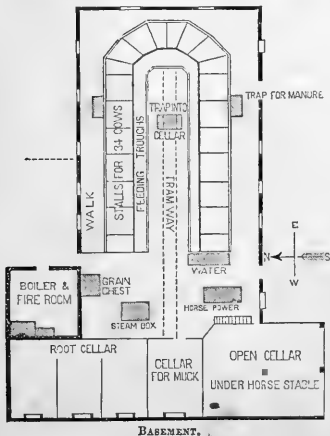 TRAP INTO
CELLAR
TRAP FOR MANURE
STALLS FOR 34 COWS
FEEDING TROUGHS
TRAMWAY
WALK
E
N
W
WATER
BOILER &
FIRE ROOM
GRAIN
CHEST
STEAM BOX
HORSE POWER
ROOT CELLAR
CELLAR
FOR MUCK
OPEN CELLAR
UNDER HORSE STABLE
BASEMENT.